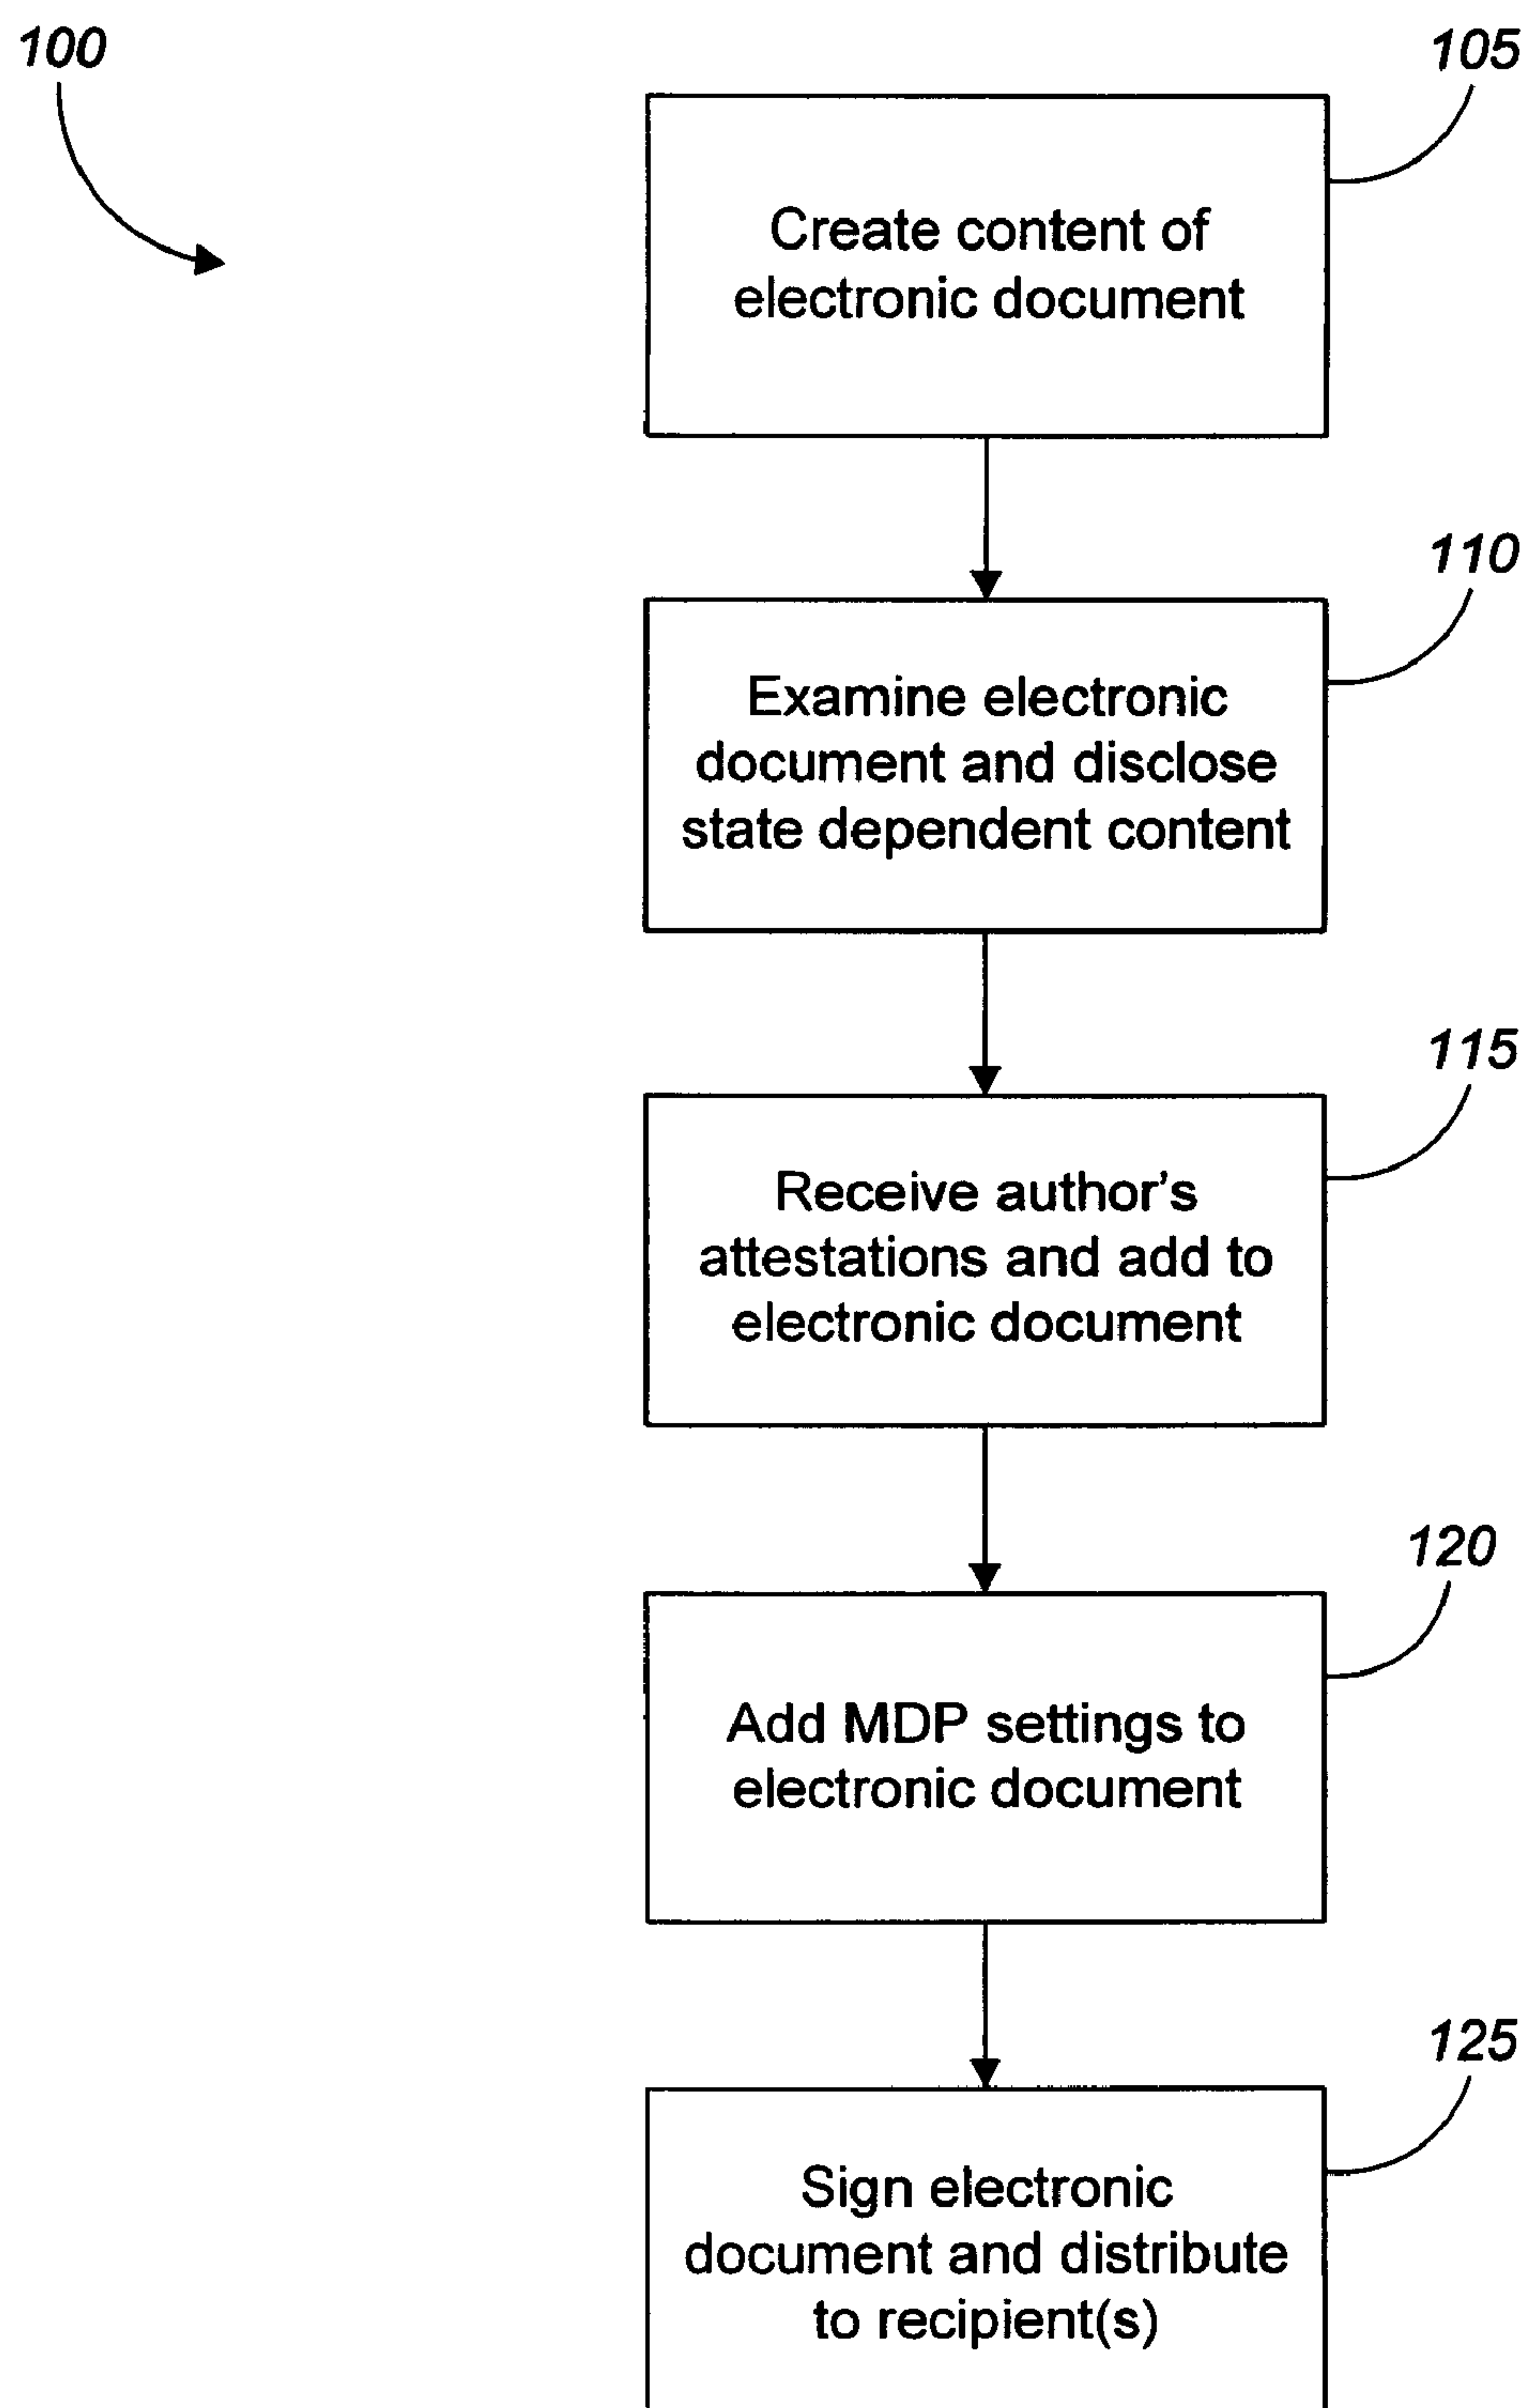 100
105
Create content of
electronic document
110
Examine electronic
document and disclose
state dependent content
115
Receive author's
attestations and add to
electronic document
120
Add MDP settings to
electronic document
125
Sign electronic
document and distribute
to recipient(s)